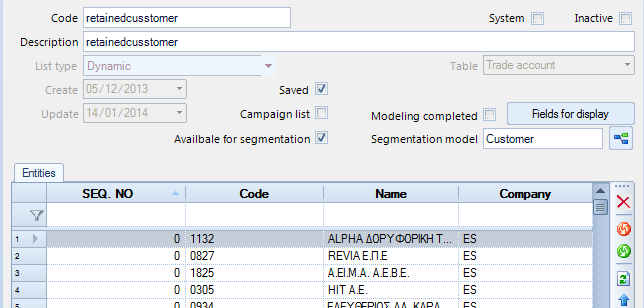 Code retainedcusstomer System Inactive
Description retainedcusstomer
List type Dynamic Table Trade account
Create 05/12/2013 Saved
Update 14/01/2014 Campaign list Modeling completed Fields for display
Availbale for segmentation Segmentation model Customer
Entities
SEQ. NO Code Name Company
1 0 1132 ALPHA ΔΟΡΥΦΟΡΙΚΗ Τ... ES
2 0 0827 REVIA Ε.Π.Ε ES
3 0 1825 Α.ΕΙ.Μ.Α. Α.Ε.Β.Ε. ES
4 0 0305 HIT A.E. ES
5 0 0934 ΕΛΕΥΘΕΡΙΟΣ ΔΑ. ΚΑΡΑ... ES